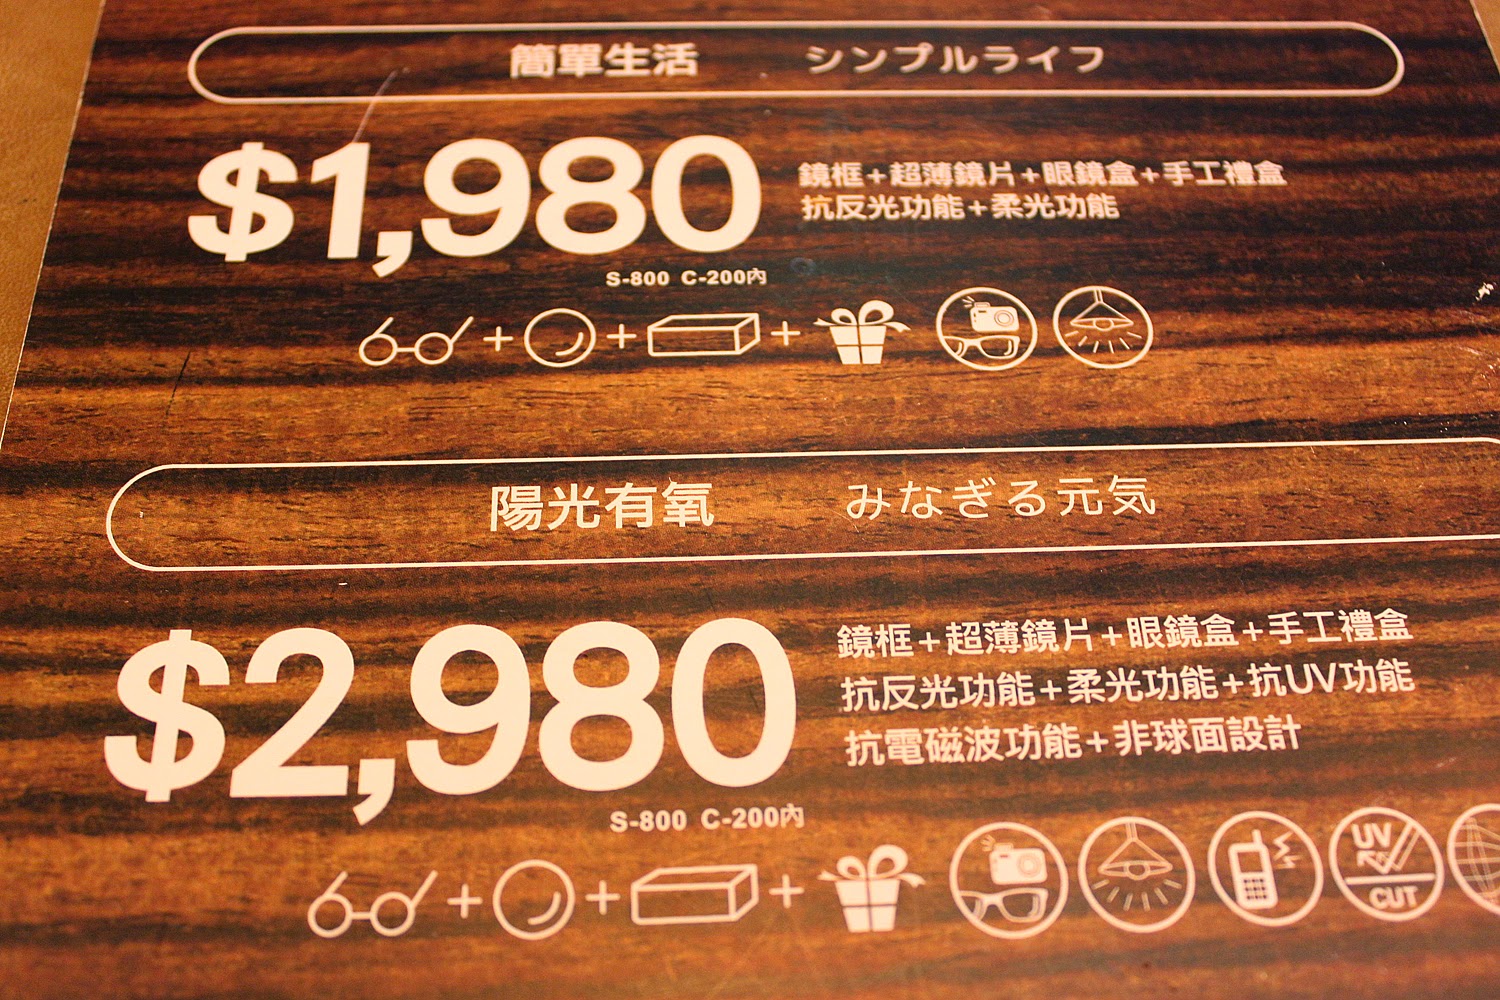 簡單生活 シンプルライフ
$1,980
鏡框+超薄鏡片+眼鏡盒+手工禮盒
抗反光功能+柔光功能
S-800 C-200內
陽光有氧 みなぎる元気
$2,980
鏡框+超薄鏡片+眼鏡盒+手工禮盒
抗反光功能+柔光功能+抗UV功能
抗電磁波功能+非球面設計
S-800 C-200內
UV
CUT